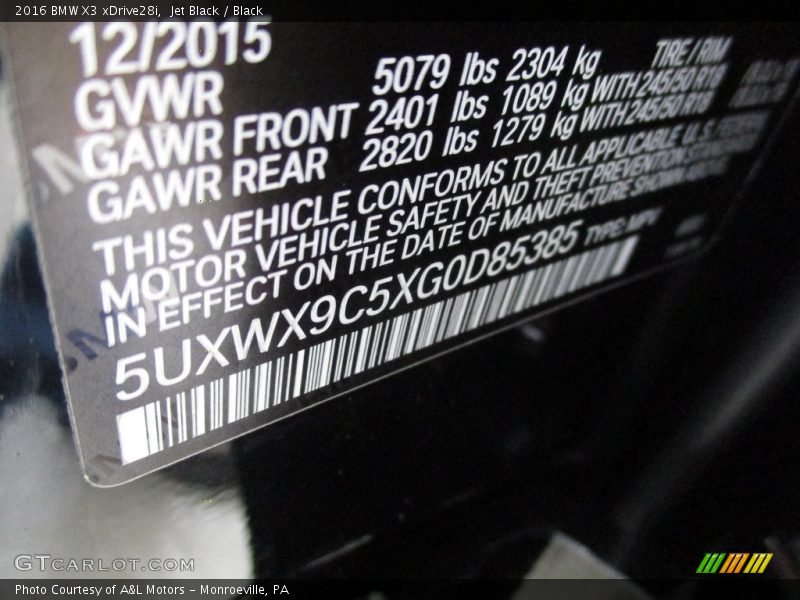 2016 BMW X3 xDrive28i, Jet Black / Black
12/2015
GVWR 5079 lbs 2304 kg TIRE / RIM
GAWR FRONT 2401 lbs 1089 kg WITH 245/50 R19
GAWR REAR 2820 lbs 1279 kg WITH 245/50 R19
THIS VEHICLE CONFORMS TO ALL APPLICABLE U.S. FEDERAL
MOTOR VEHICLE SAFETY AND THEFT PREVENTION
IN EFFECT ON THE DATE OF MANUFACTURE SHOWN ABOVE
5UXWX9C5XG0D85385 TYPE: MPV
GTCARLOT.COM
Photo Courtesy of A&L Motors – Monroeville, PA